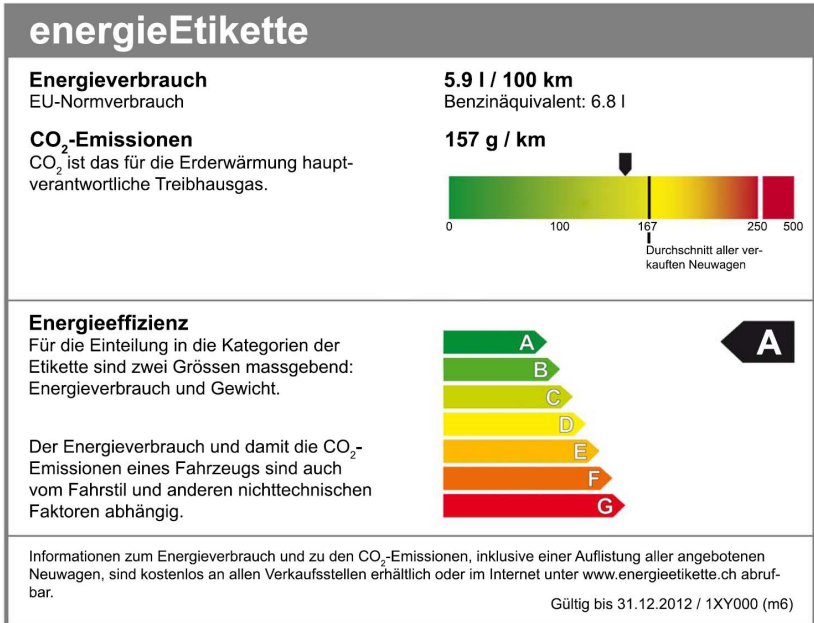 energieEtikette
Energieverbrauch
EU-Normverbrauch
5.9 l / 100 km
Benzinäquivalent: 6.8 l
CO₂-Emissionen
CO₂ ist das für die Erderwärmung haupt-
verantwortliche Treibhausgas.
157 g / km
0 100 167 250 500
Durchschnitt aller ver-
kauften Neuwagen
Energieeffizienz
Für die Einteilung in die Kategorien der
Etikette sind zwei Grössen massgebend:
Energieverbrauch und Gewicht.
Der Energieverbrauch und damit die CO₂-
Emissionen eines Fahrzeugs sind auch
vom Fahrstil und anderen nichttechnischen
Faktoren abhängig.
A
B
C
D
E
F
G
A
Informationen zum Energieverbrauch und zu den CO₂-Emissionen, inklusive einer Auflistung aller angebotenen
Neuwagen, sind kostenlos an allen Verkaufsstellen erhältlich oder im Internet unter www.energieetikette.ch abruf-
bar.
Gültig bis 31.12.2012 / 1XY000 (m6)